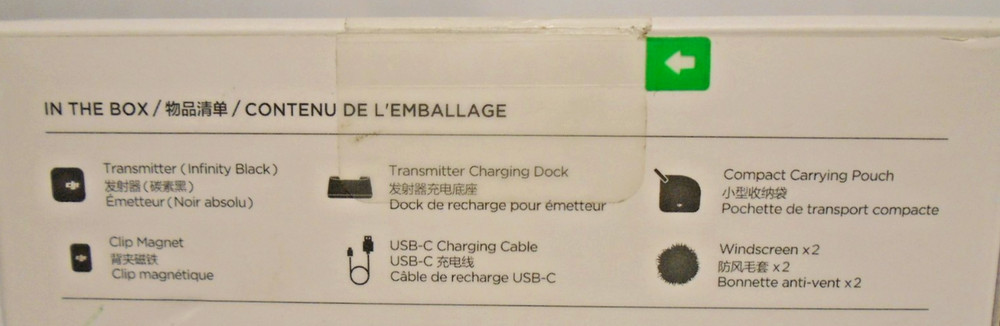 IN THE BOX / 物品清单 / CONTENU DE L'EMBALLAGE
Transmitter (Infinity Black)
发射器 (碳素黑)
Émetteur (Noir absolu)
Transmitter Charging Dock
发射器充电底座
Dock de recharge pour émetteur
Compact Carrying Pouch
小型收纳袋
Pochette de transport compacte
Clip Magnet
背夹磁铁
Clip magnétique
USB-C Charging Cable
USB-C 充电线
Câble de recharge USB-C
Windscreen x2
防风毛套 x2
Bonnette anti-vent x2